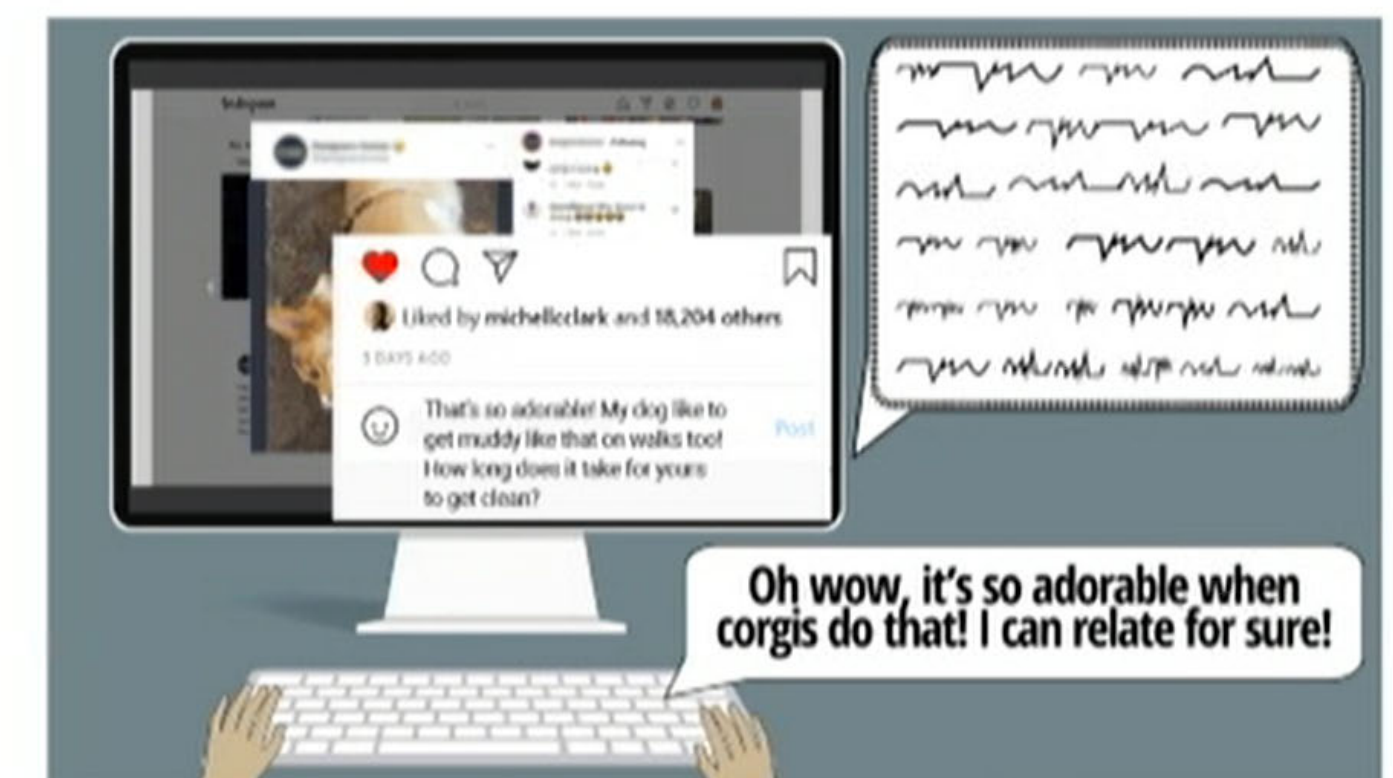 Instagram
Liked by michellcclark and 18,204 others
3 DAYS AGO
That's so adorable! My dog like to
get muddy like that on walks too!
How long does it take for yours
to get clean?
Post
Oh wow, it's so adorable when
corgis do that! I can relate for sure!